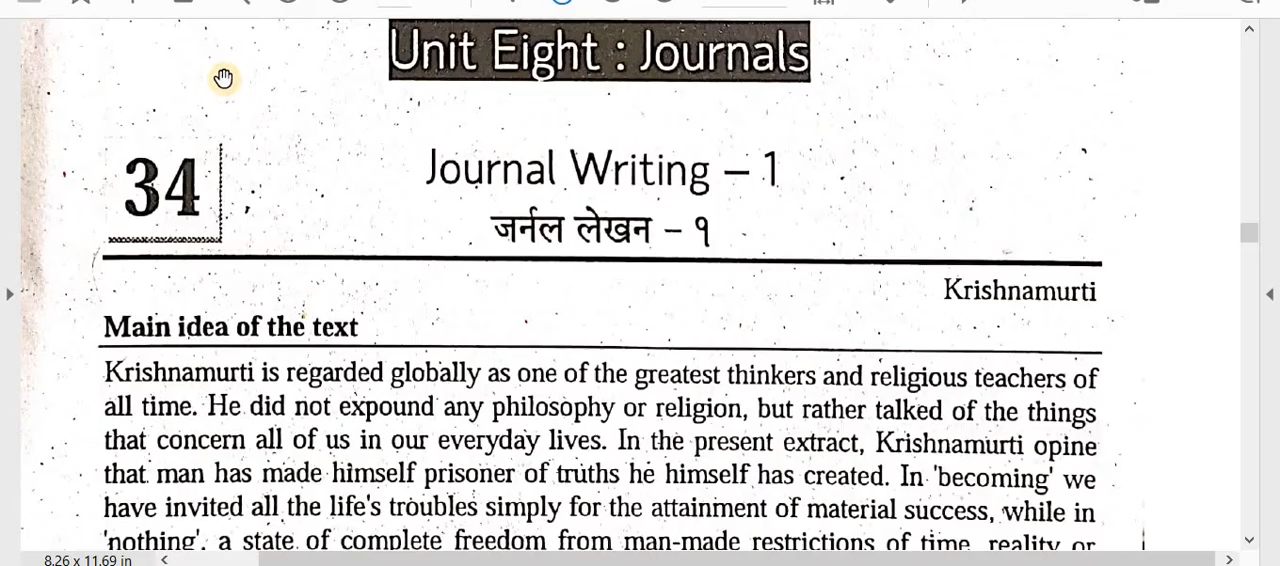 Unit Eight : Journals
34
Journal Writing – 1
जर्नल लेखन – १
Krishnamurti
Main idea of the text
Krishnamurti is regarded globally as one of the greatest thinkers and religious teachers of
all time. He did not expound any philosophy or religion, but rather talked of the things
that concern all of us in our everyday lives. In the present extract, Krishnamurti opine
that man has made himself prisoner of truths he himself has created. In 'becoming' we
have invited all the life's troubles simply for the attainment of material success, while in
'nothing', a state of complete freedom from man-made restrictions of time, reality or
8.26 x 11.69 in